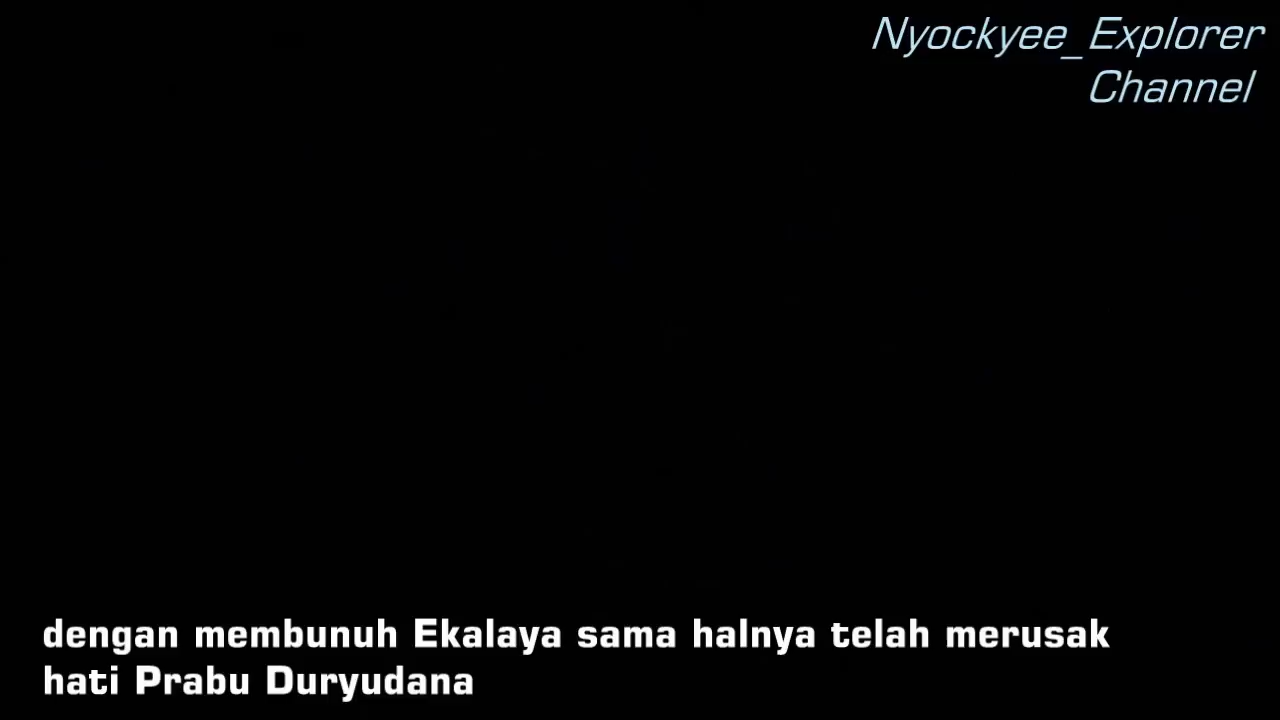 Nyockyee_Explorer
Channel
dengan membunuh Ekalaya sama halnya telah merusak
hati Prabu Duryudana